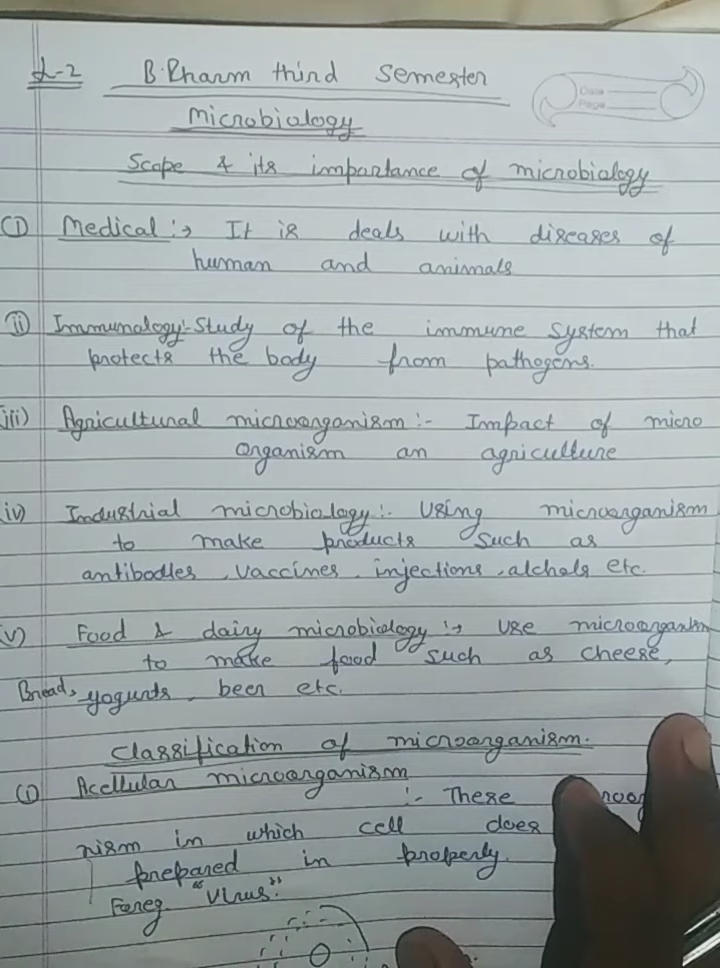 L-2 B.Pharm third semester
Date
Page
microbiology
Scope & its importance of microbiology
(i) Medical :→ It is deals with diseases of
human and animals
(ii) Immunology:- Study of the immune system that
protects the body from pathogens.
(iii) Agricultural microorganism :- Impact of micro
organism on agriculture
(iv) Industrial microbiology :- Using microorganism
to make products such as
antibodies, vaccines, injections, alchols etc.
(v) Food & dairy microbiology :→ Use microorganism
to make food such as cheese,
Bread, yogurts, beer etc.
Classification of microorganism.
(i) Acellular microorganism
:- These
nism in which cell does
prepared in properly.
Foreg. "Virus."